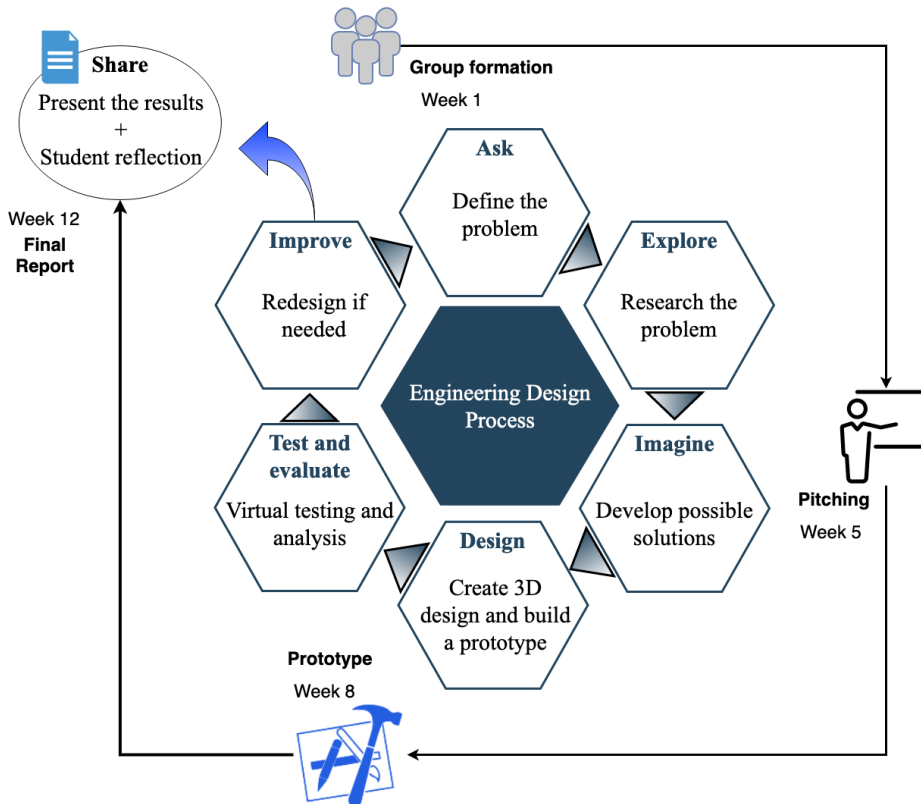 Share
Present the results
+
Student reflection
Week 12
Final
Report
Group formation
Week 1
Ask
Define the
problem
Explore
Research the
problem
Imagine
Develop possible
solutions
Design
Create 3D
design and build
a prototype
Test and
evaluate
Virtual testing and
analysis
Improve
Redesign if
needed
Engineering Design
Process
Pitching
Week 5
Prototype
Week 8